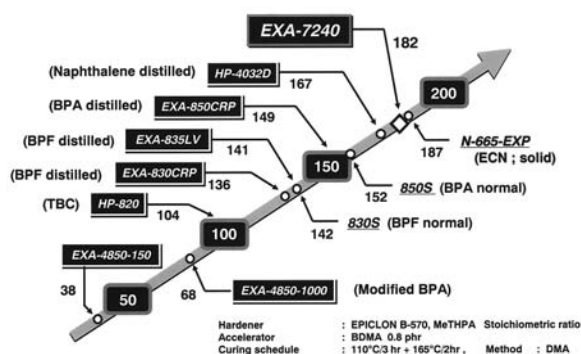 EXA-7240
182
(Naphthalene distilled) HP-4032D
167
200
(BPA distilled) EXA-850CRP
149
N-665-EXP
187
(ECN ; solid)
(BPF distilled) EXA-835LV
141
150
152
850S (BPA normal)
(BPF distilled) EXA-830CRP
136
142
830S (BPF normal)
(TBC) HP-820
104
100
EXA-4850-150
38
50
68
EXA-4850-1000 (Modified BPA)
Hardener : EPICLON B-570, MeTHPA Stoichiometric ratio
Accelerator : BDMA 0.8 phr
Curing schedule : 110°C/3 hr + 165°C/2hr , Method : DMA